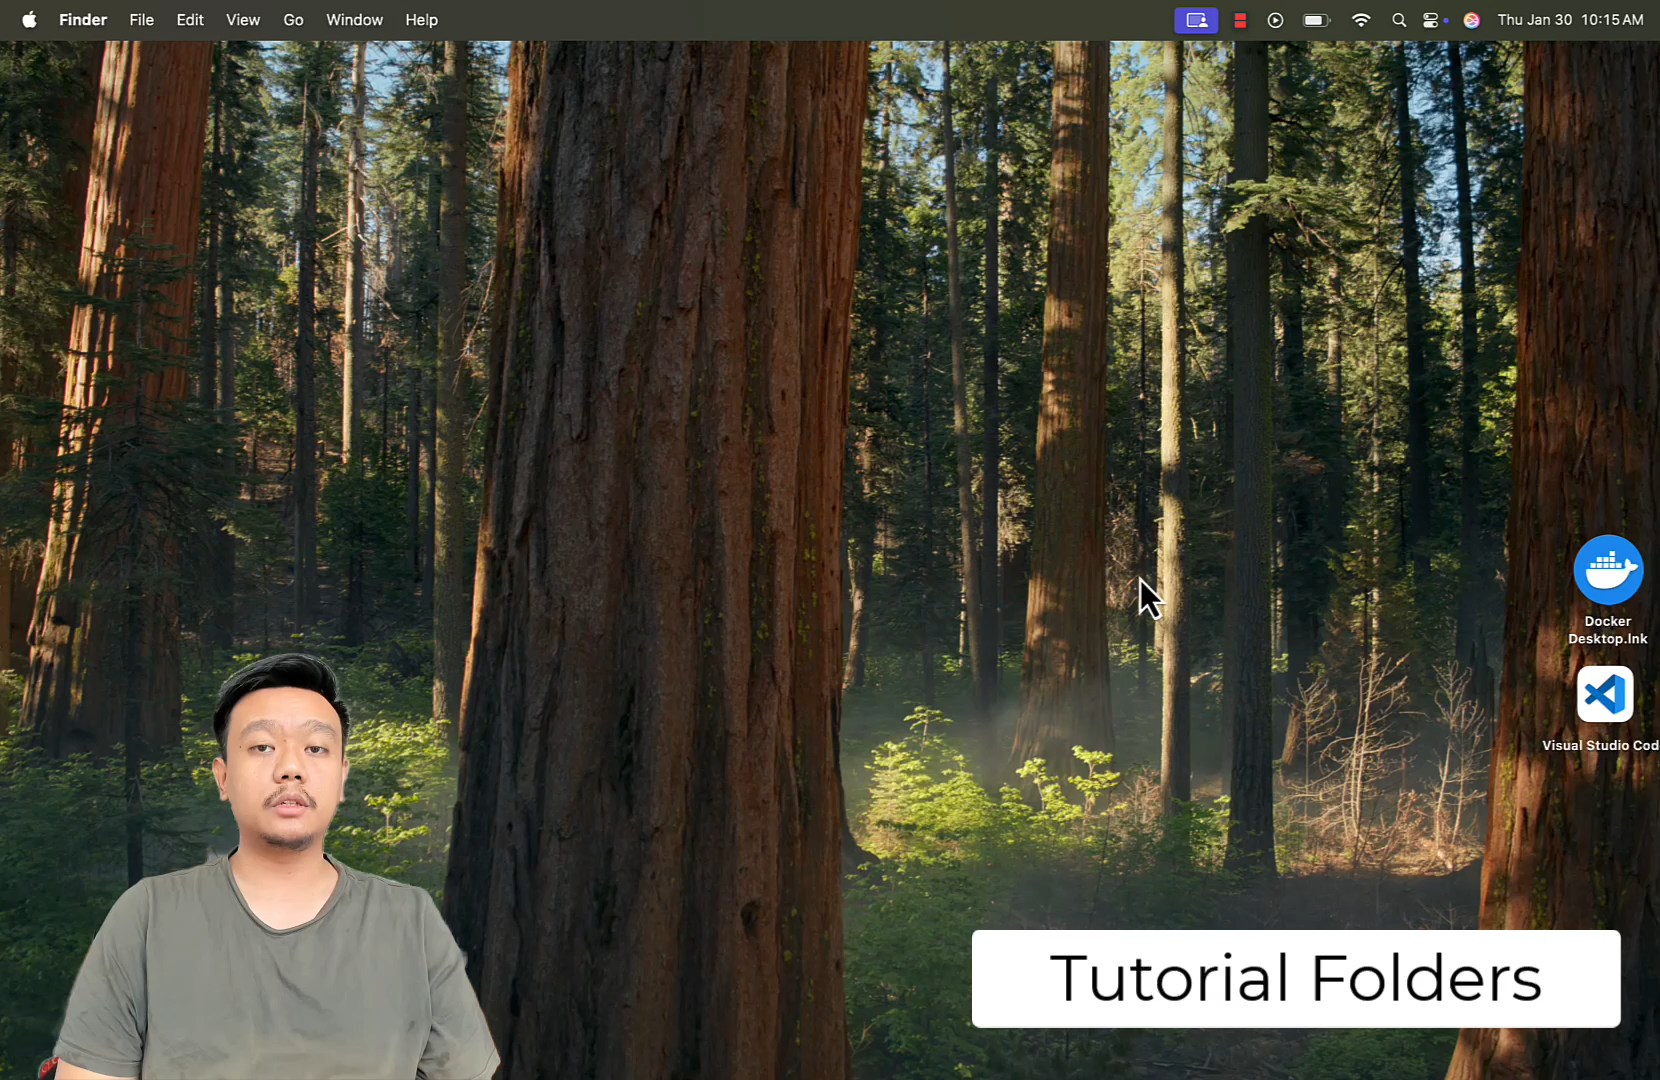 Finder File Edit View Go Window Help Thu Jan 30 10:15 AM
Docker
Desktop.lnk
Visual Studio Cod
Tutorial Folders